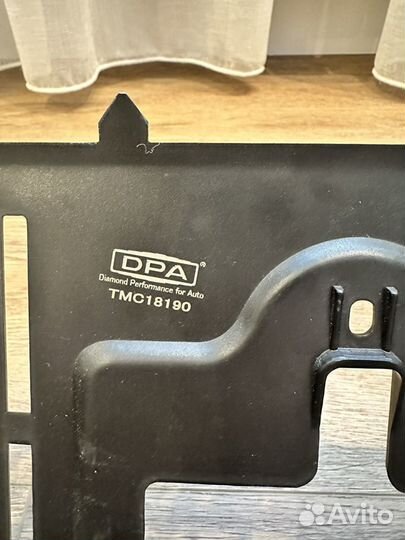 DPA®
Diamond Performance for Auto
TMC18190
Avito